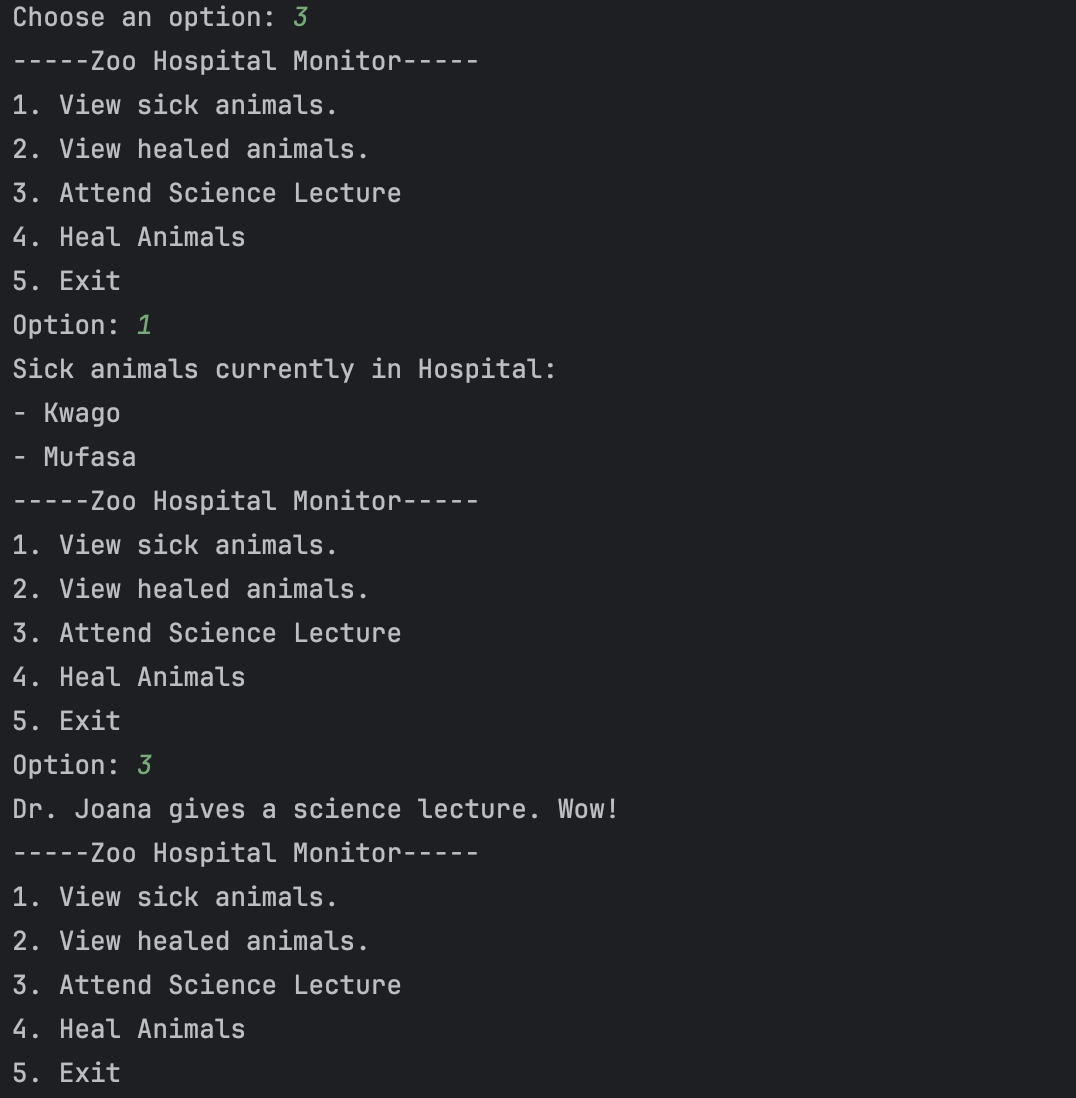 Choose an option: 3
-----Zoo Hospital Monitor-----
1. View sick animals.
2. View healed animals.
3. Attend Science Lecture
4. Heal Animals
5. Exit
Option: 1
Sick animals currently in Hospital:
- Kwago
- Mufasa
-----Zoo Hospital Monitor-----
1. View sick animals.
2. View healed animals.
3. Attend Science Lecture
4. Heal Animals
5. Exit
Option: 3
Dr. Joana gives a science lecture. Wow!
-----Zoo Hospital Monitor-----
1. View sick animals.
2. View healed animals.
3. Attend Science Lecture
4. Heal Animals
5. Exit